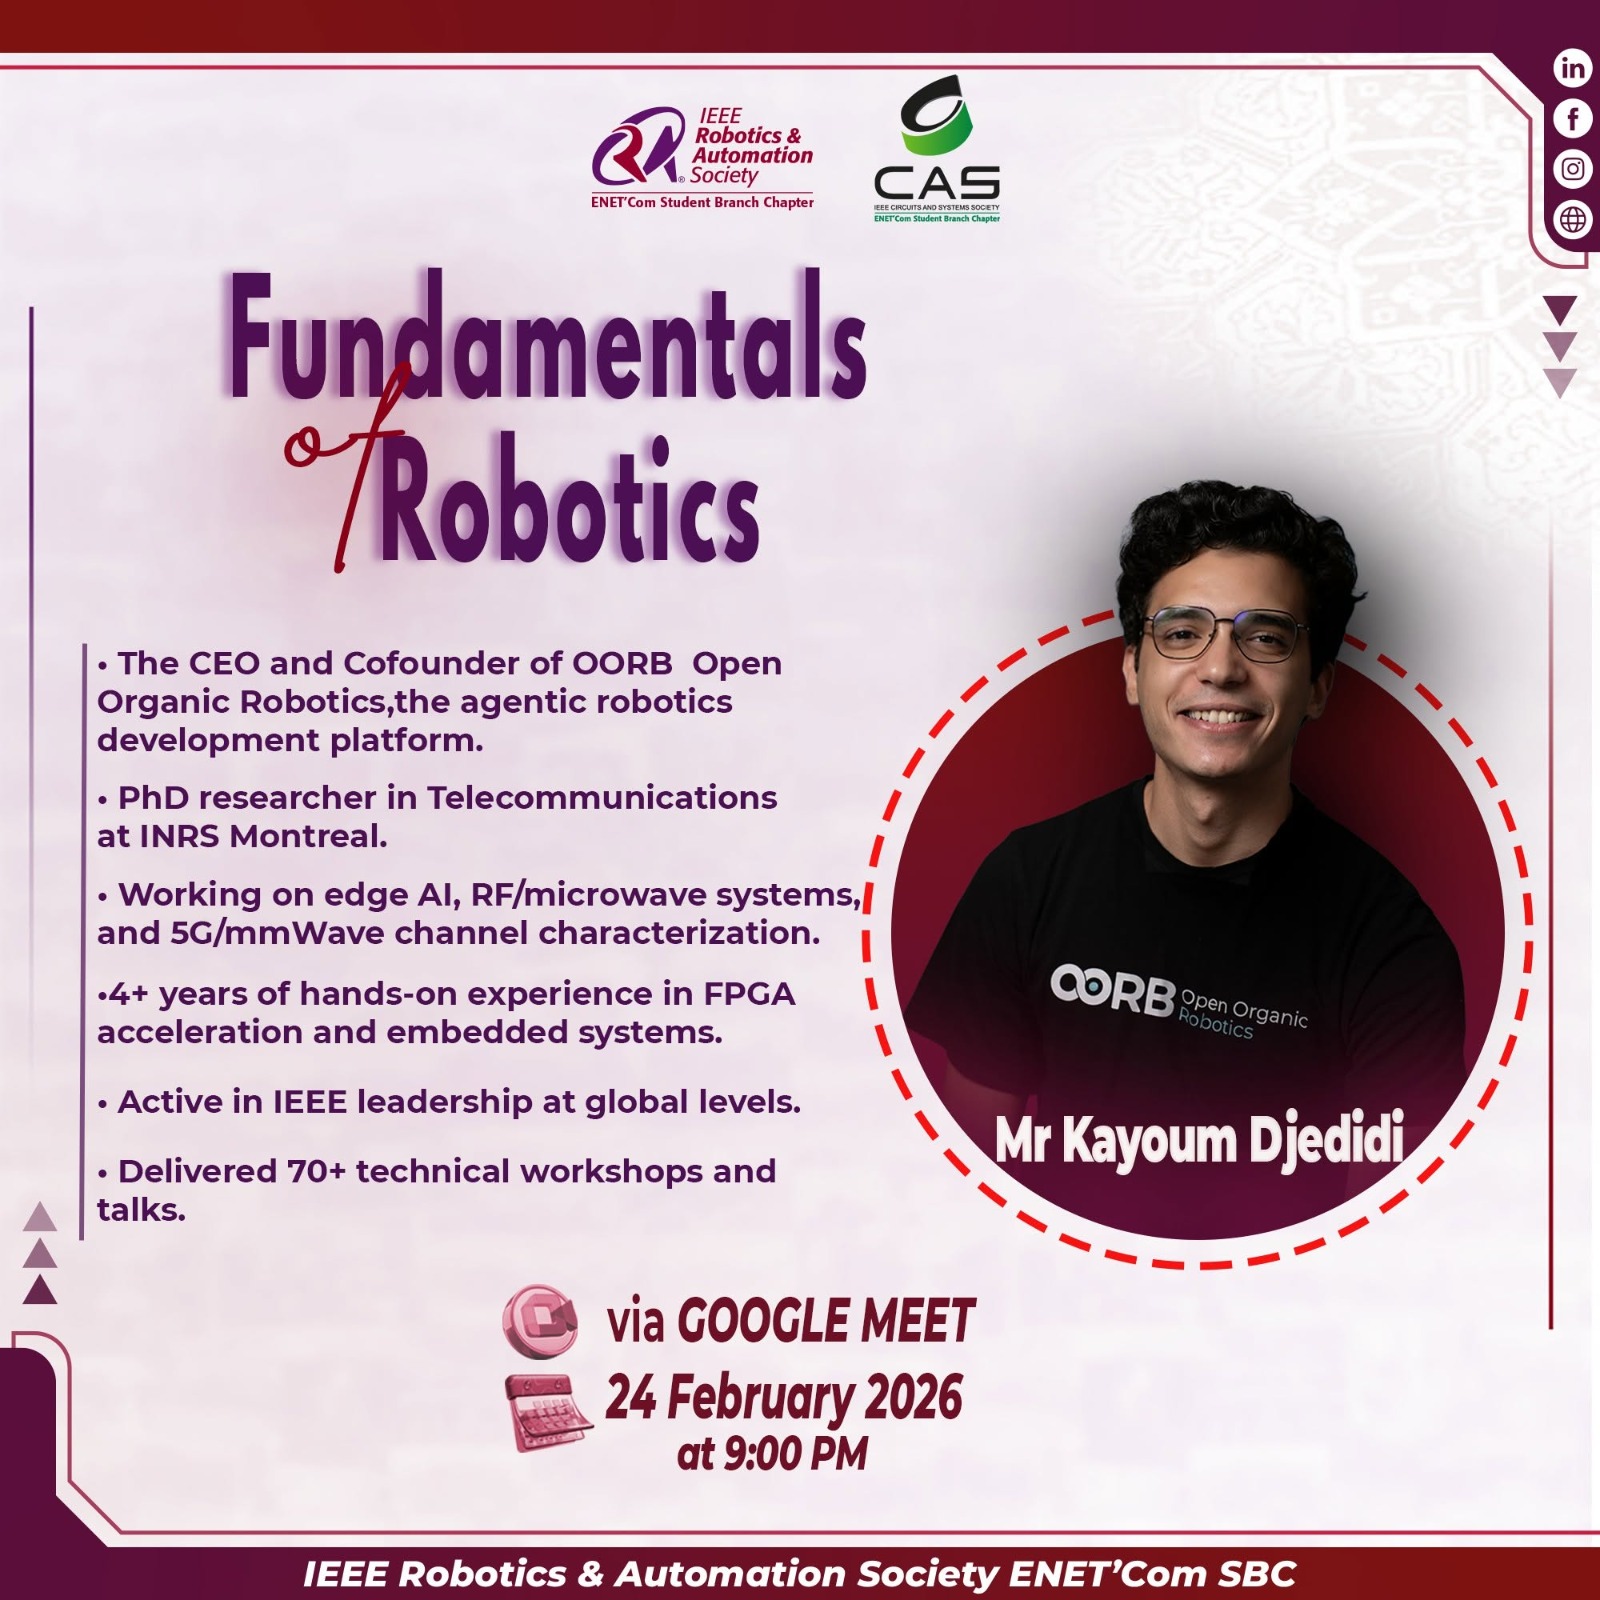 in
f
IEEE
Robotics &
Automation
Society
ENET'Com Student Branch Chapter
CAS
IEEE CIRCUITS AND SYSTEMS SOCIETY
ENET'Com Student Branch Chapter
Fundamentals
of
Robotics
• The CEO and Cofounder of OORB  Open
Organic Robotics,the agentic robotics
development platform.
• PhD researcher in Telecommunications
at INRS Montreal.
• Working on edge AI, RF/microwave systems,
and 5G/mmWave channel characterization.
•4+ years of hands-on experience in FPGA
acceleration and embedded systems.
• Active in IEEE leadership at global levels.
• Delivered 70+ technical workshops and
talks.
OORB Open Organic
Robotics
Mr Kayoum Djedidi
via GOOGLE MEET
24 February 2026
at 9:00 PM
IEEE Robotics & Automation Society ENET'Com SBC